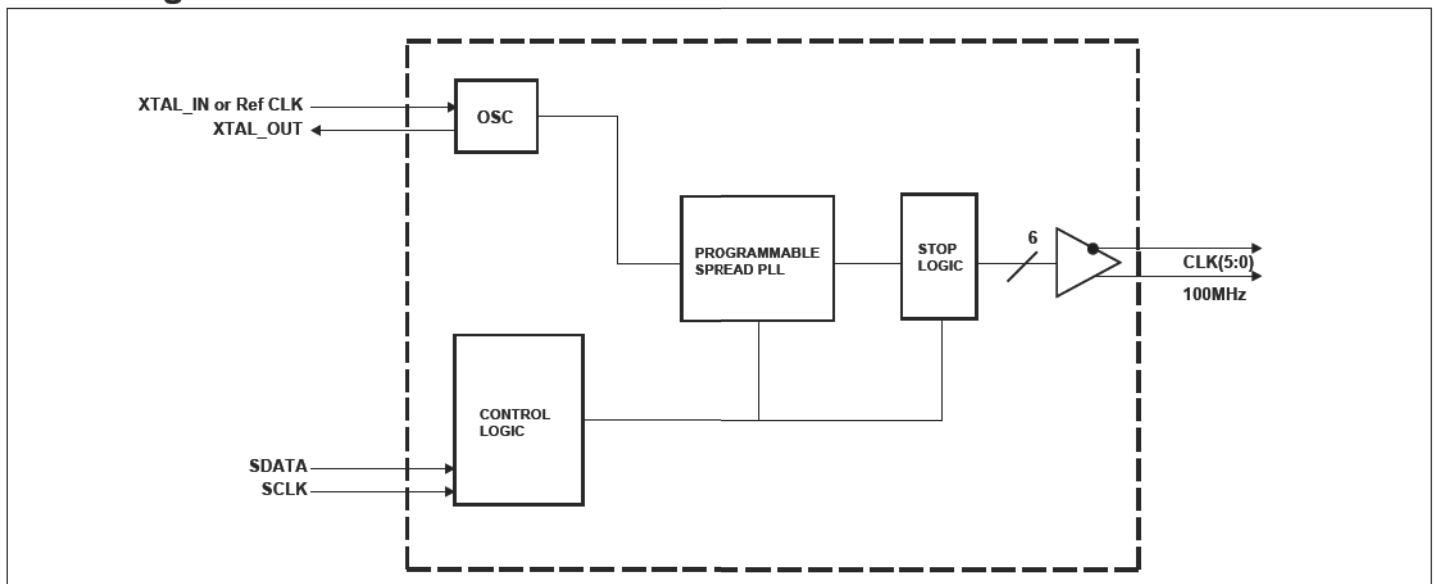 XTAL_IN or Ref CLK
XTAL_OUT
OSC
PROGRAMMABLE
SPREAD PLL
STOP
LOGIC
6
CLK(5:0)
100MHz
CONTROL
LOGIC
SDATA
SCLK